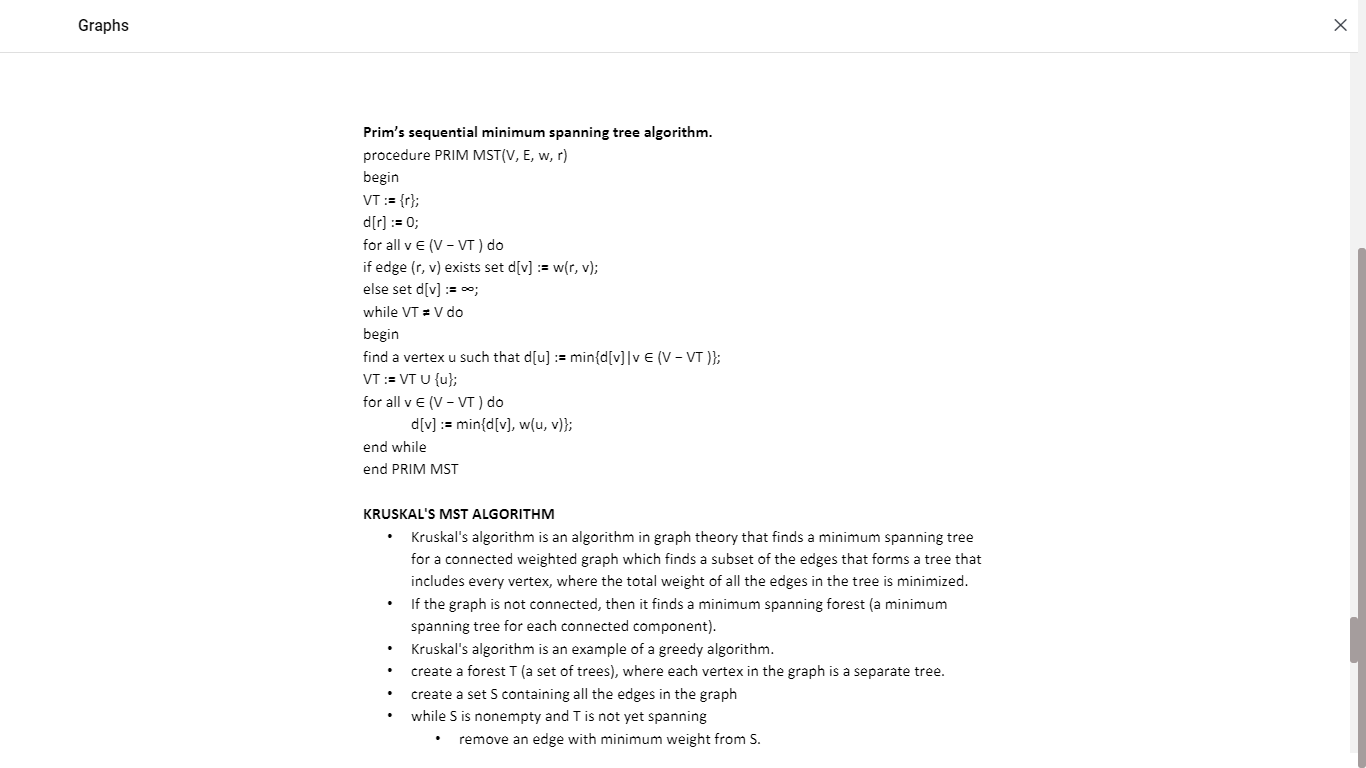 Graphs
Prim’s sequential minimum spanning tree algorithm.
procedure PRIM MST(V, E, w, r)
begin
VT := {r};
d[r] := 0;
for all v ∈ (V − VT ) do
if edge (r, v) exists set d[v] := w(r, v);
else set d[v] := ∞;
while VT ≠ V do
begin
find a vertex u such that d[u] := min{d[v]|v ∈ (V − VT )};
VT := VT ∪ {u};
for all v ∈ (V − VT ) do
d[v] := min{d[v], w(u, v)};
end while
end PRIM MST
KRUSKAL'S MST ALGORITHM
• Kruskal's algorithm is an algorithm in graph theory that finds a minimum spanning tree
for a connected weighted graph which finds a subset of the edges that forms a tree that
includes every vertex, where the total weight of all the edges in the tree is minimized.
• If the graph is not connected, then it finds a minimum spanning forest (a minimum
spanning tree for each connected component).
• Kruskal's algorithm is an example of a greedy algorithm.
• create a forest T (a set of trees), where each vertex in the graph is a separate tree.
• create a set S containing all the edges in the graph
• while S is nonempty and T is not yet spanning
• remove an edge with minimum weight from S.